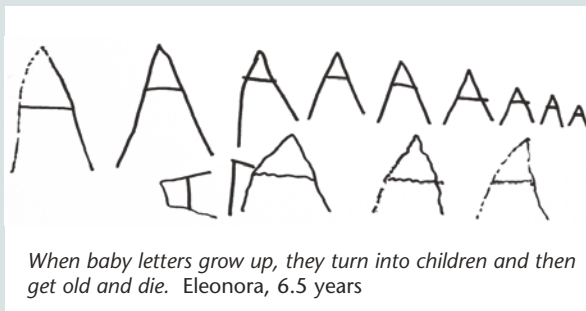 A A A A A A A A A
A A A A
When baby letters grow up, they turn into children and then
get old and die. Eleonora, 6.5 years